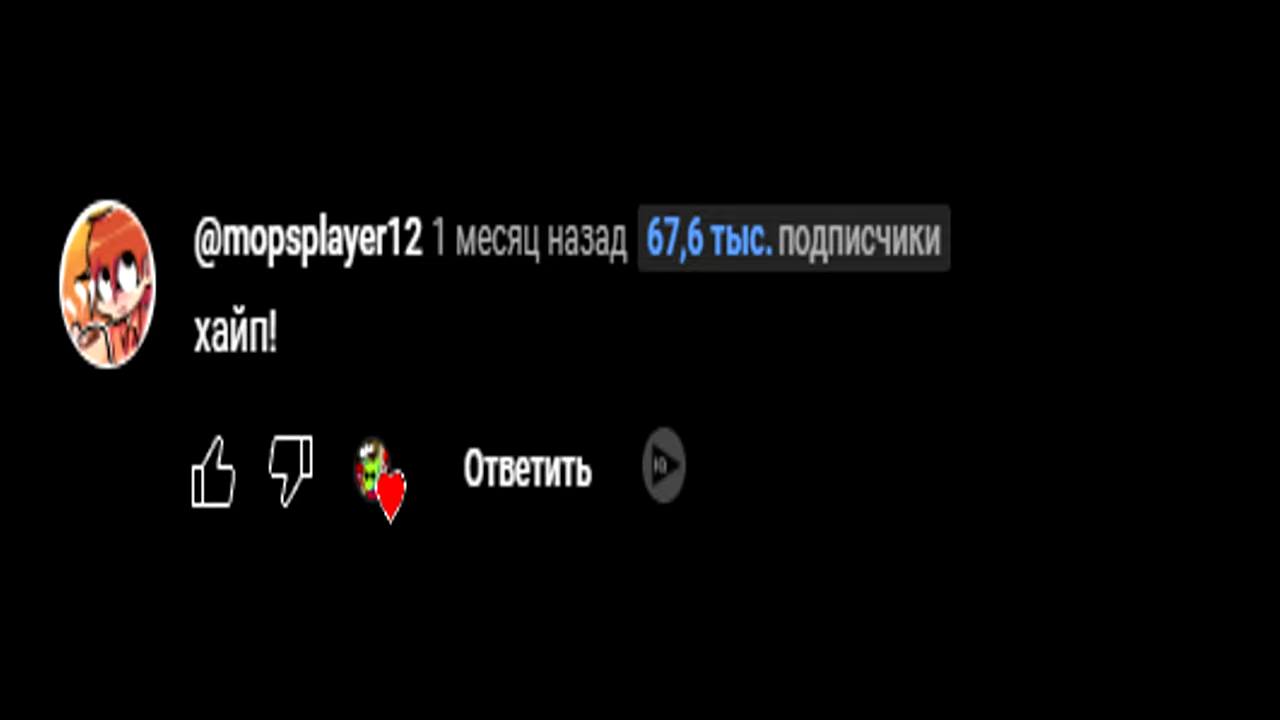 @mopsplayer12 1 месяц назад 67,6 тыс. подписчики
хайп!
Ответить